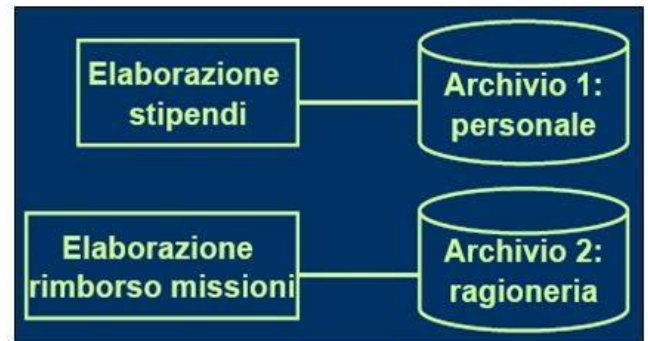 Elaborazione
stipendi
Archivio 1:
personale
Elaborazione
rimborso missioni
Archivio 2:
ragioneria